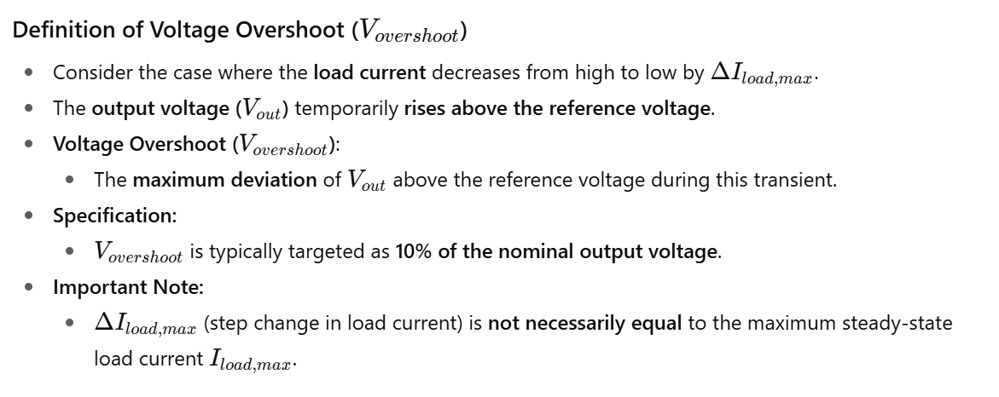 Definition of Voltage Overshoot (V_{overshoot})
• Consider the case where the load current decreases from high to low by ΔI_{load,max}.
• The output voltage (V_{out}) temporarily rises above the reference voltage.
• Voltage Overshoot (V_{overshoot}):
• The maximum deviation of V_{out} above the reference voltage during this transient.
• Specification:
• V_{overshoot} is typically targeted as 10% of the nominal output voltage.
• Important Note:
• ΔI_{load,max} (step change in load current) is not necessarily equal to the maximum steady-state
load current I_{load,max}.